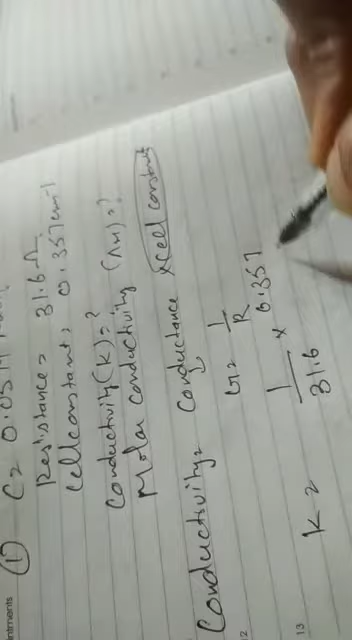 ① C = 0.05 M
Resistance = 31.6 Ω
Cell constant = 0.357 cm⁻¹
Conductivity (K) = ?
Molar conductivity (Λm) = ?
Conductivity = Conductance x cell constant
G = 1/R
K = 1/31.6 x 0.357
12
13